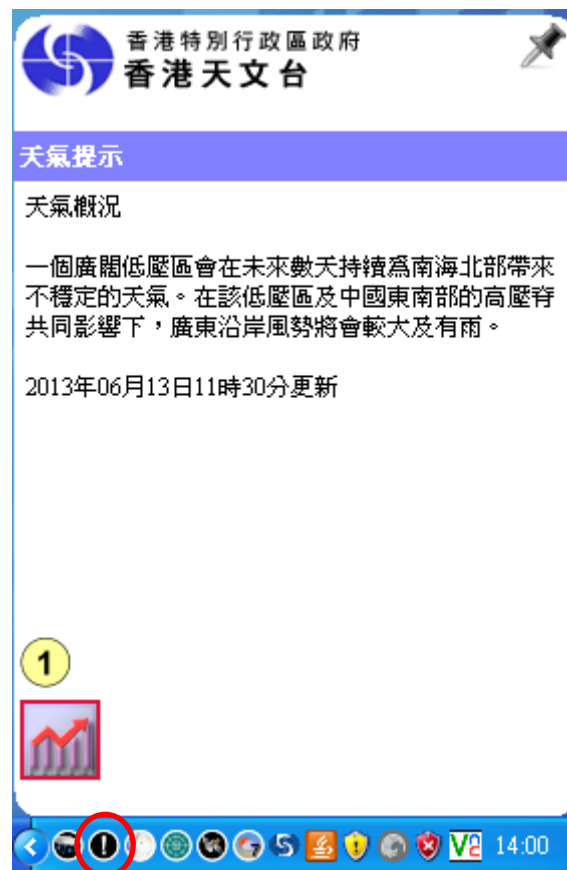 香港特別行政區政府
香港天文台
天氣提示
天氣概況
一個廣闊低壓區會在未來數天持續為南海北部帶來
不穩定的天氣。在該低壓區及中國東南部的高壓脊
共同影響下，廣東沿岸風勢將會較大及有雨。
2013年06月13日11時30分更新
1
! V2 14:00